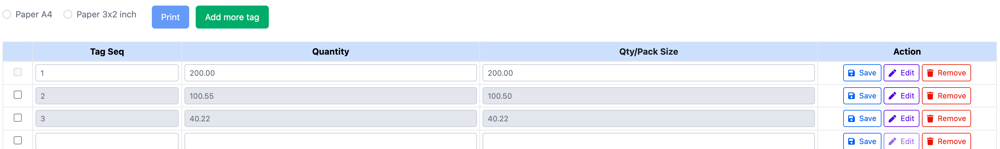 Paper A4 Paper 3x2 inch Print Add more tag
Tag Seq Quantity Qty/Pack Size Action
1 200.00 200.00 Save Edit Remove
2 100.55 100.50 Save Edit Remove
3 40.22 40.22 Save Edit Remove
Save Edit Remove